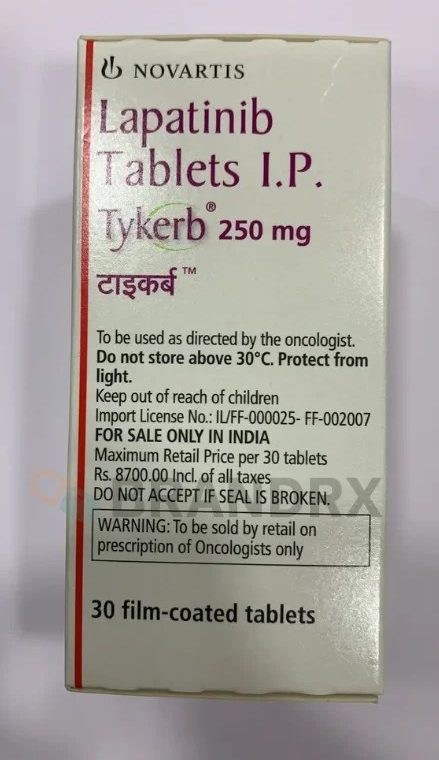 NOVARTIS
Lapatinib
Tablets I.P.
Tykerb® 250 mg
टाइकर्ब ™
To be used as directed by the oncologist.
Do not store above 30°C. Protect from
light.
Keep out of reach of children
Import License No.: IL/FF-000025- FF-002007
FOR SALE ONLY IN INDIA
Maximum Retail Price per 30 tablets
Rs. 8700.00 Incl. of all taxes
DO NOT ACCEPT IF SEAL IS BROKEN.
BRANDRX
WARNING: To be sold by retail on
prescription of Oncologists only
30 film-coated tablets